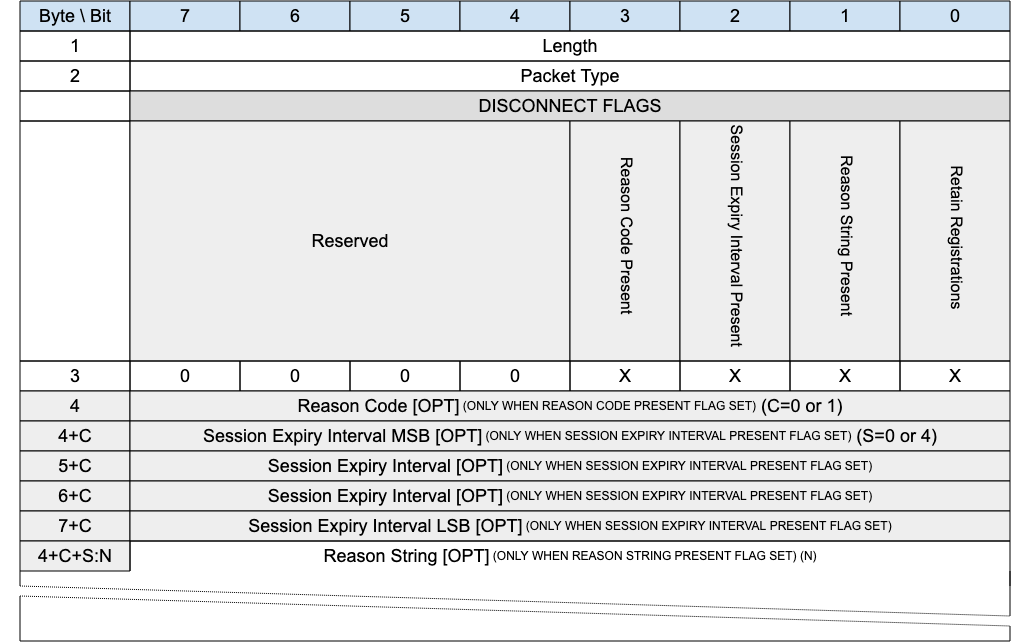 Byte \ Bit 7 6 5 4 3 2 1 0
1 Length
2 Packet Type
DISCONNECT FLAGS
Reserved Reason Code Present Session Expiry Interval Present Reason String Present Retain Registrations
3 0 0 0 0 X X X X
4 Reason Code [OPT] (ONLY WHEN REASON CODE PRESENT FLAG SET) (C=0 or 1)
4+C Session Expiry Interval MSB [OPT] (ONLY WHEN SESSION EXPIRY INTERVAL PRESENT FLAG SET) (S=0 or 4)
5+C Session Expiry Interval [OPT] (ONLY WHEN SESSION EXPIRY INTERVAL PRESENT FLAG SET)
6+C Session Expiry Interval [OPT] (ONLY WHEN SESSION EXPIRY INTERVAL PRESENT FLAG SET)
7+C Session Expiry Interval LSB [OPT] (ONLY WHEN SESSION EXPIRY INTERVAL PRESENT FLAG SET)
4+C+S:N Reason String [OPT] (ONLY WHEN REASON STRING PRESENT FLAG SET) (N)